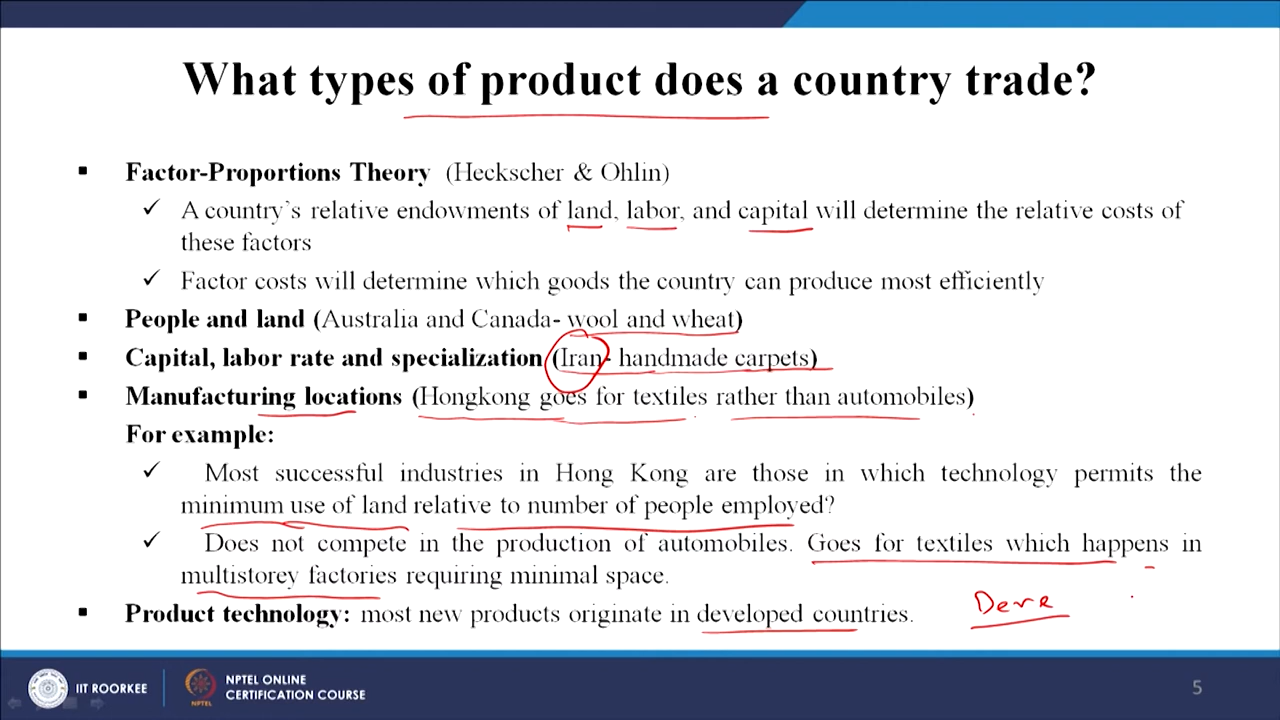 What types of product does a country trade?
▪ Factor-Proportions Theory (Heckscher & Ohlin)
✓ A country's relative endowments of land, labor, and capital will determine the relative costs of
these factors
✓ Factor costs will determine which goods the country can produce most efficiently
▪ People and land (Australia and Canada- wool and wheat)
▪ Capital, labor rate and specialization (Iran- handmade carpets)
▪ Manufacturing locations (Hongkong goes for textiles rather than automobiles)
For example:
✓ Most successful industries in Hong Kong are those in which technology permits the
minimum use of land relative to number of people employed?
✓ Does not compete in the production of automobiles. Goes for textiles which happens in
multistorey factories requiring minimal space.
▪ Product technology: most new products originate in developed countries.
Deve
IIT ROORKEE
NPTEL
NPTEL ONLINE
CERTIFICATION COURSE
5